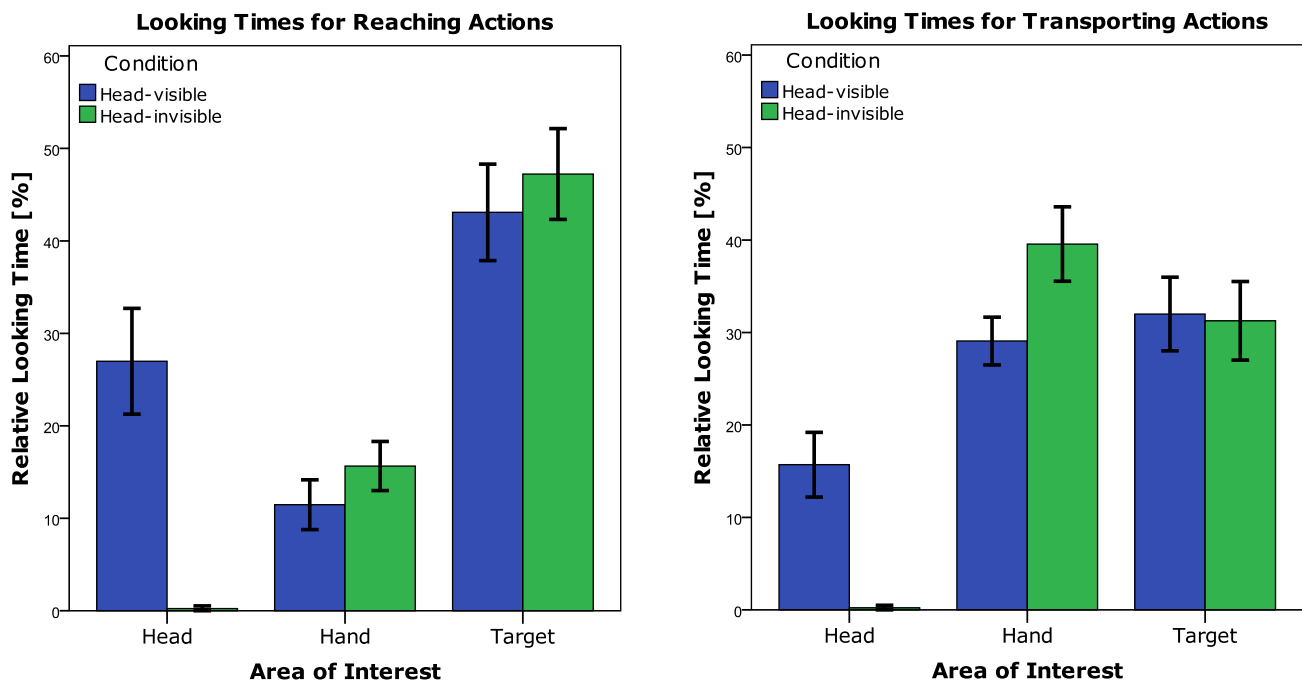 Looking Times for Reaching Actions
Condition
Head-visible
Head-invisible
Relative Looking Time [%]
60
50
40
30
20
10
0
Head Hand Target
Area of Interest
Looking Times for Transporting Actions
Condition
Head-visible
Head-invisible
Relative Looking Time [%]
60
50
40
30
20
10
0
Head Hand Target
Area of Interest